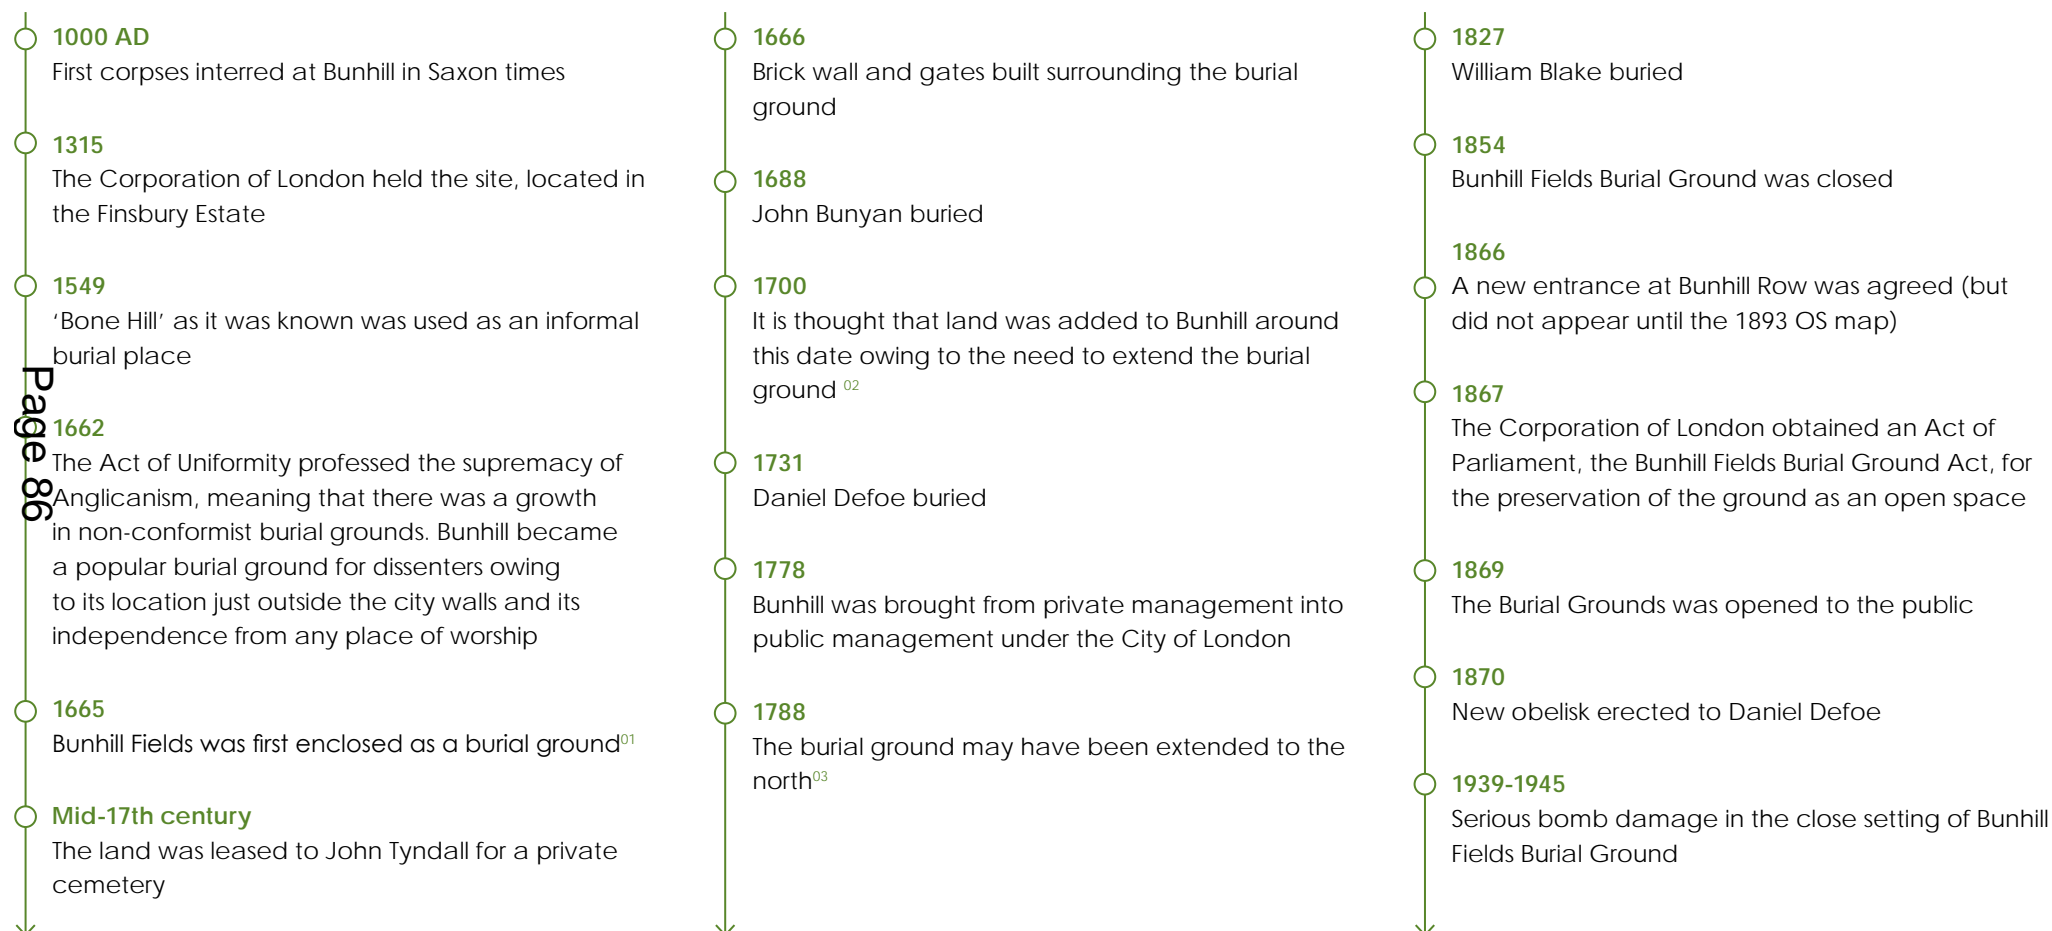 1000 AD
First corpses interred at Bunhill in Saxon times
1315
The Corporation of London held the site, located in
the Finsbury Estate
1549
‘Bone Hill’ as it was known was used as an informal
burial place
1662
The Act of Uniformity professed the supremacy of
Anglicanism, meaning that there was a growth
in non-conformist burial grounds. Bunhill became
a popular burial ground for dissenters owing
to its location just outside the city walls and its
independence from any place of worship
1665
Bunhill Fields was first enclosed as a burial ground01
Mid-17th century
The land was leased to John Tyndall for a private
cemetery
Page 86
1666
Brick wall and gates built surrounding the burial
ground
1688
John Bunyan buried
1700
It is thought that land was added to Bunhill around
this date owing to the need to extend the burial
ground 02
1731
Daniel Defoe buried
1778
Bunhill was brought from private management into
public management under the City of London
1788
The burial ground may have been extended to the
north03
1827
William Blake buried
1854
Bunhill Fields Burial Ground was closed
1866
A new entrance at Bunhill Row was agreed (but
did not appear until the 1893 OS map)
1867
The Corporation of London obtained an Act of
Parliament, the Bunhill Fields Burial Ground Act, for
the preservation of the ground as an open space
1869
The Burial Grounds was opened to the public
1870
New obelisk erected to Daniel Defoe
1939-1945
Serious bomb damage in the close setting of Bunhill
Fields Burial Ground